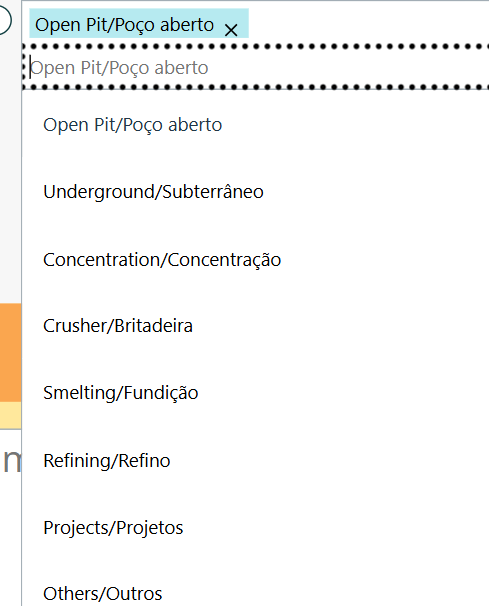 Open Pit/Poço aberto ×
Open Pit/Poço aberto
Open Pit/Poço aberto
Underground/Subterrâneo
Concentration/Concentração
Crusher/Britadeira
Smelting/Fundição
m
Refining/Refino
Projects/Projetos
Others/Outros